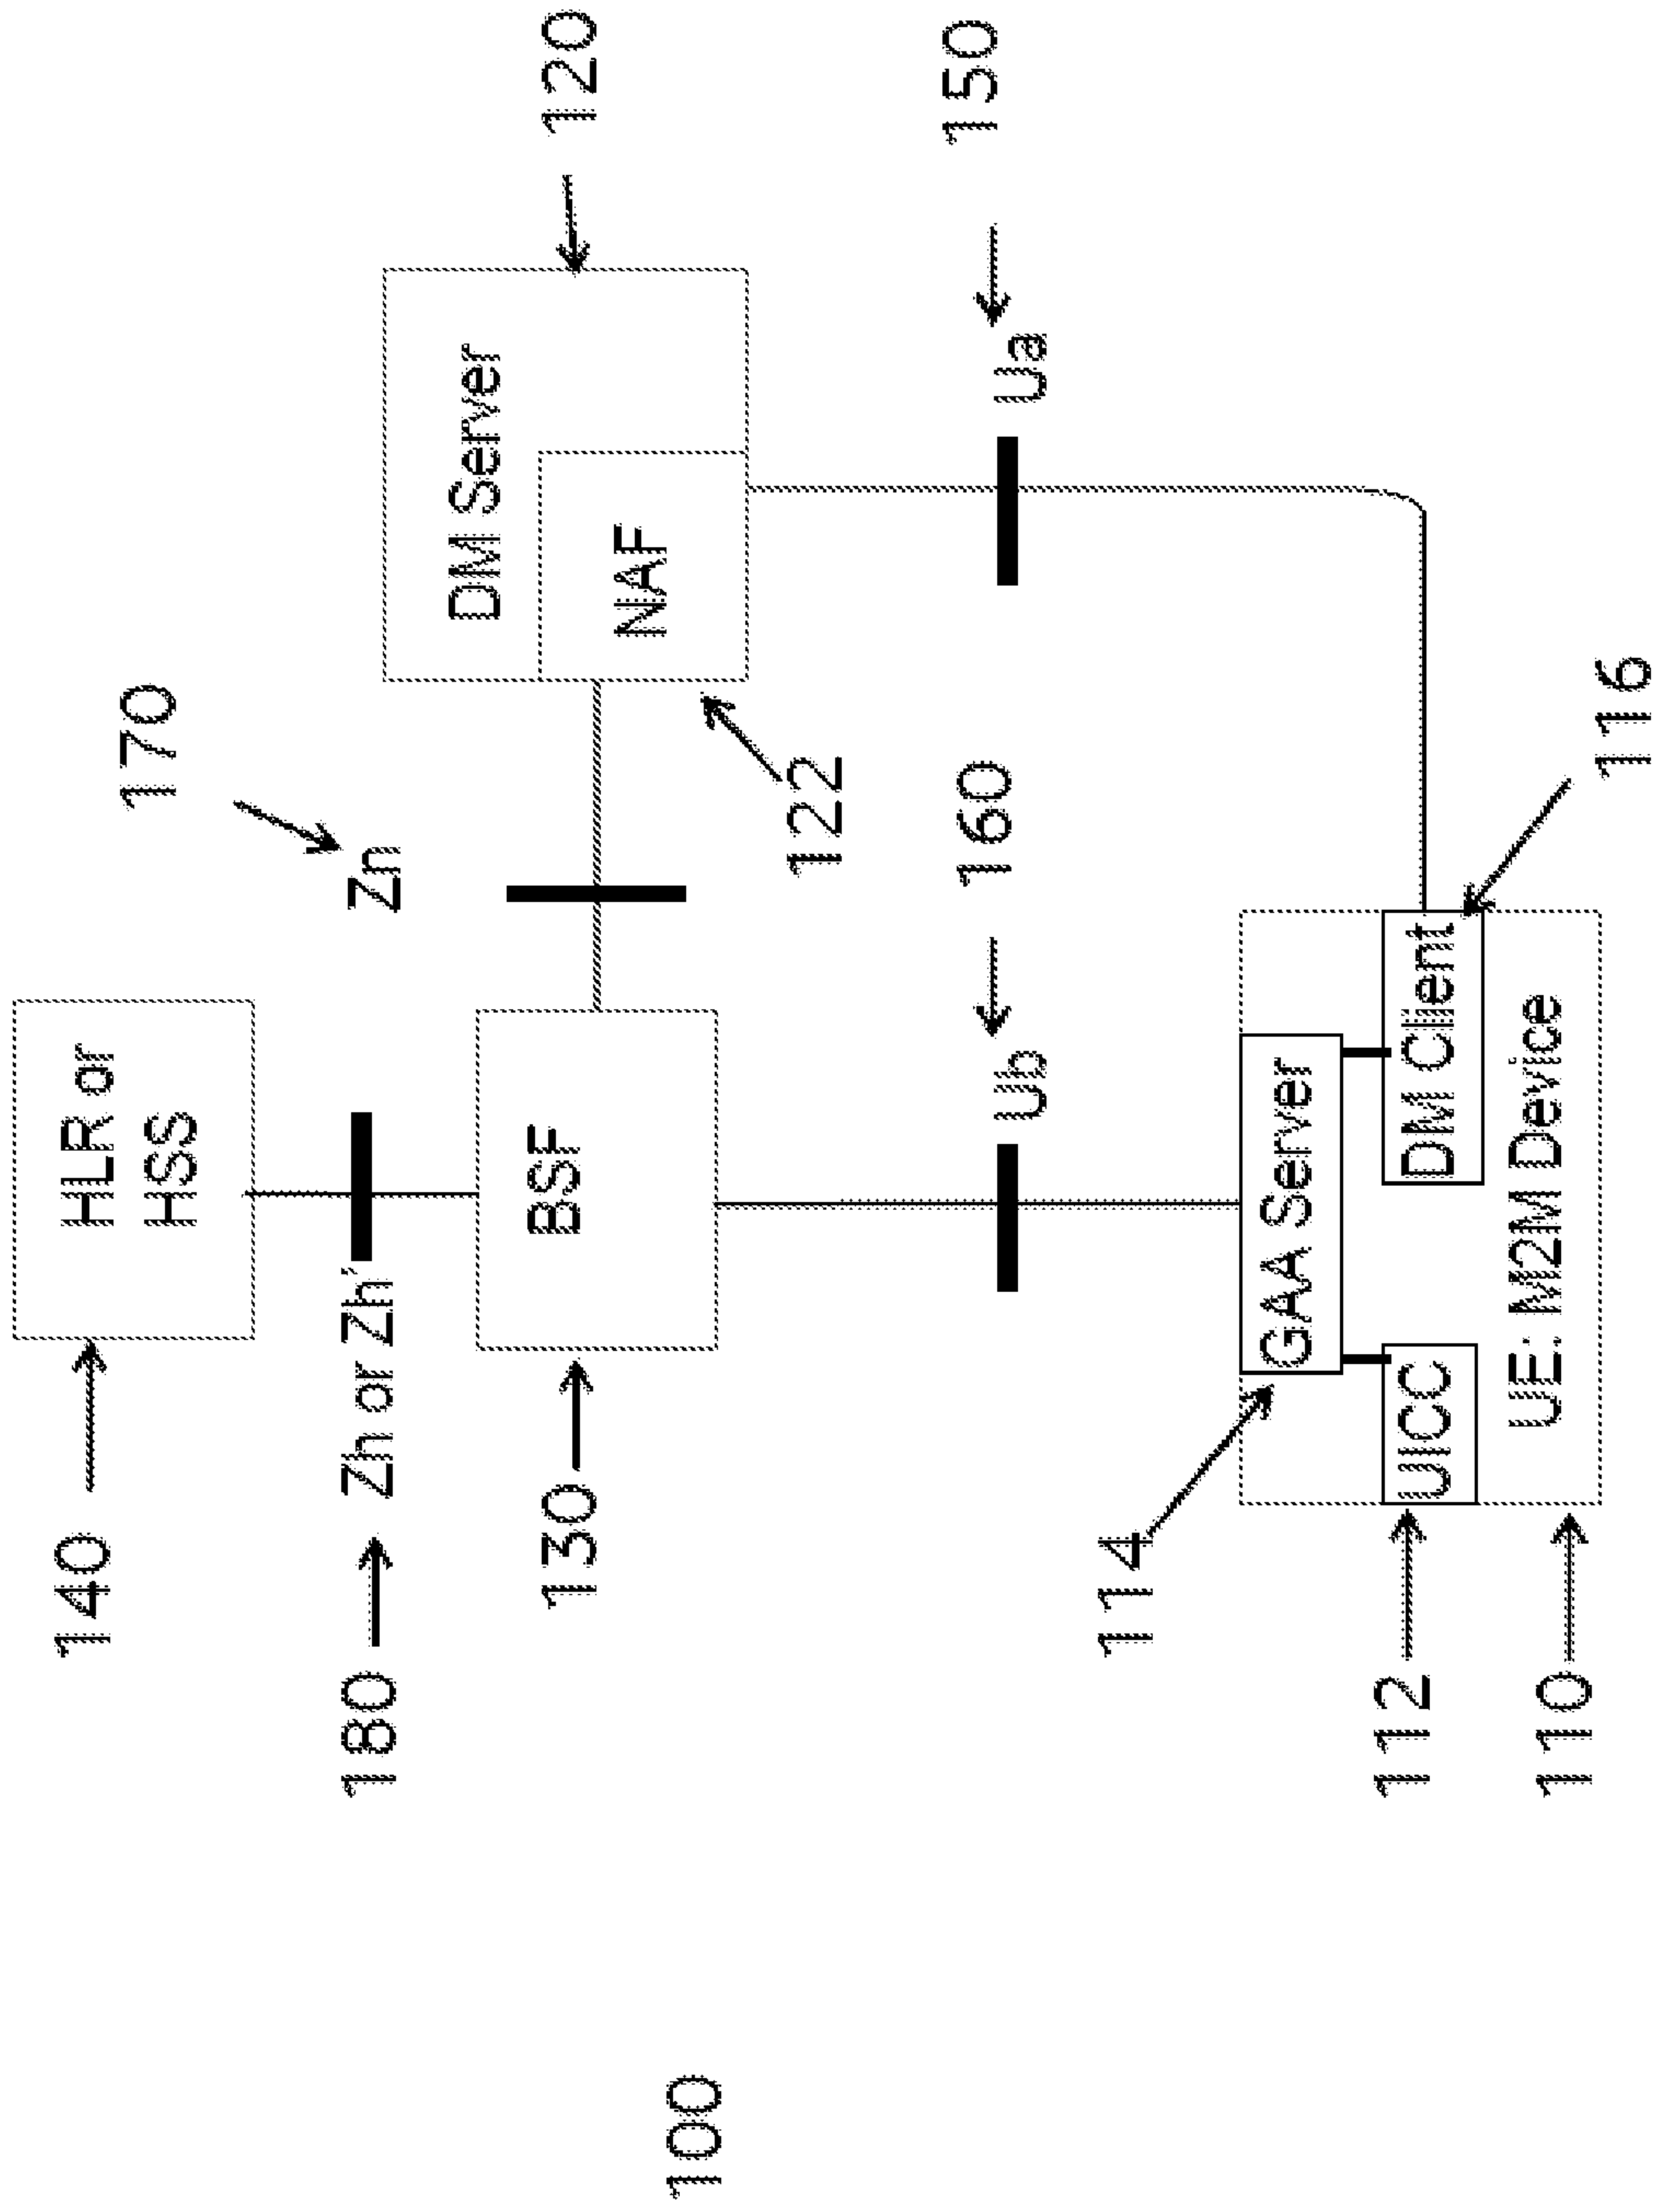 100
140
HLR or
HSS
180
Zh or Zh'
170
Zn
130
BSF
120
DM Server
NAF
122
160
Ub
150
Ua
114
GAA Server
112
UICC
DM Client
116
110
UE: M2M Device